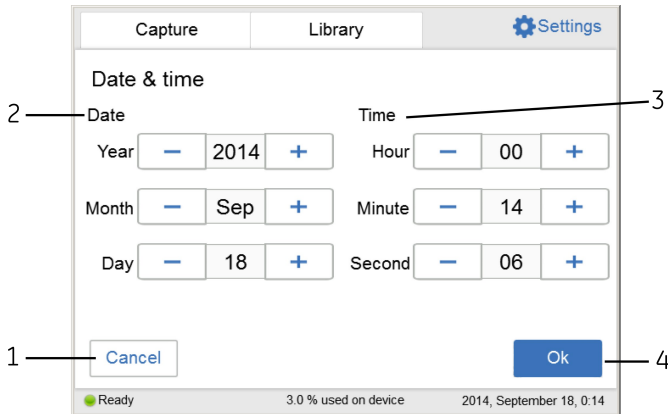 Capture Library Settings
Date & time
2 Date Time 3
Year − 2014 + Hour − 00 +
Month − Sep + Minute − 14 +
Day − 18 + Second − 06 +
1 Cancel Ok 4
Ready 3.0 % used on device 2014, September 18, 0:14